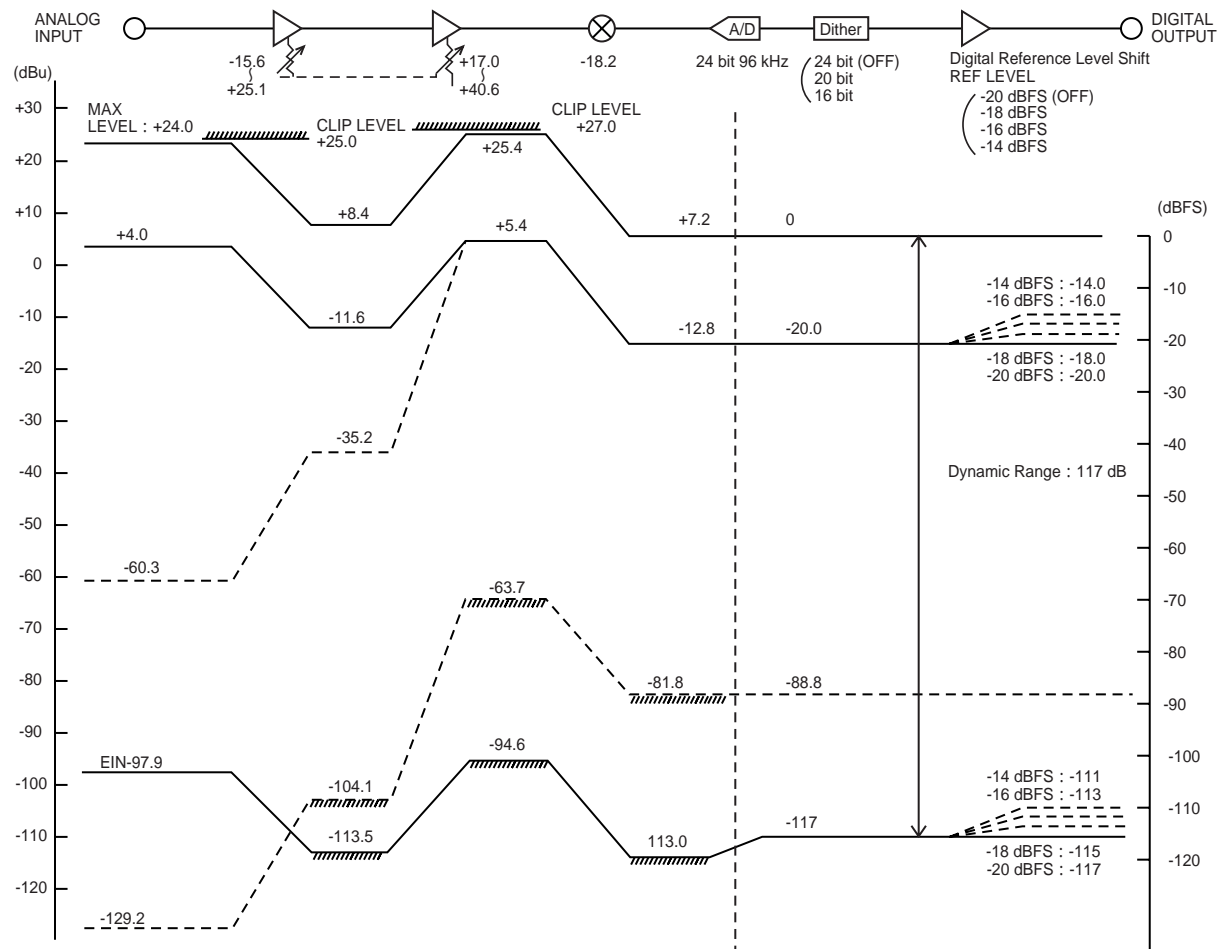 ANALOG
INPUT
A/D
Dither
DIGITAL
OUTPUT
-15.6
~
+25.1
+17.0
~
+40.6
-18.2
24 bit 96 kHz
24 bit (OFF)
20 bit
16 bit
Digital Reference Level Shift
REF LEVEL
-20 dBFS (OFF)
-18 dBFS
-16 dBFS
-14 dBFS
(dBu)
+30
+20
+10
0
-10
-20
-30
-40
-50
-60
-70
-80
-90
-100
-110
-120
MAX
LEVEL : +24.0
CLIP LEVEL
+25.0
CLIP LEVEL
+27.0
+25.4
+8.4
+7.2
0
+4.0
+5.4
-11.6
-12.8
-20.0
-14 dBFS : -14.0
-16 dBFS : -16.0
-18 dBFS : -18.0
-20 dBFS : -20.0
-35.2
Dynamic Range : 117 dB
-60.3
-63.7
-81.8
-88.8
EIN-97.9
-94.6
-104.1
-113.5
113.0
-117
-14 dBFS : -111
-16 dBFS : -113
-18 dBFS : -115
-20 dBFS : -117
-129.2
(dBFS)
0
-10
-20
-30
-40
-50
-60
-70
-80
-90
-100
-110
-120